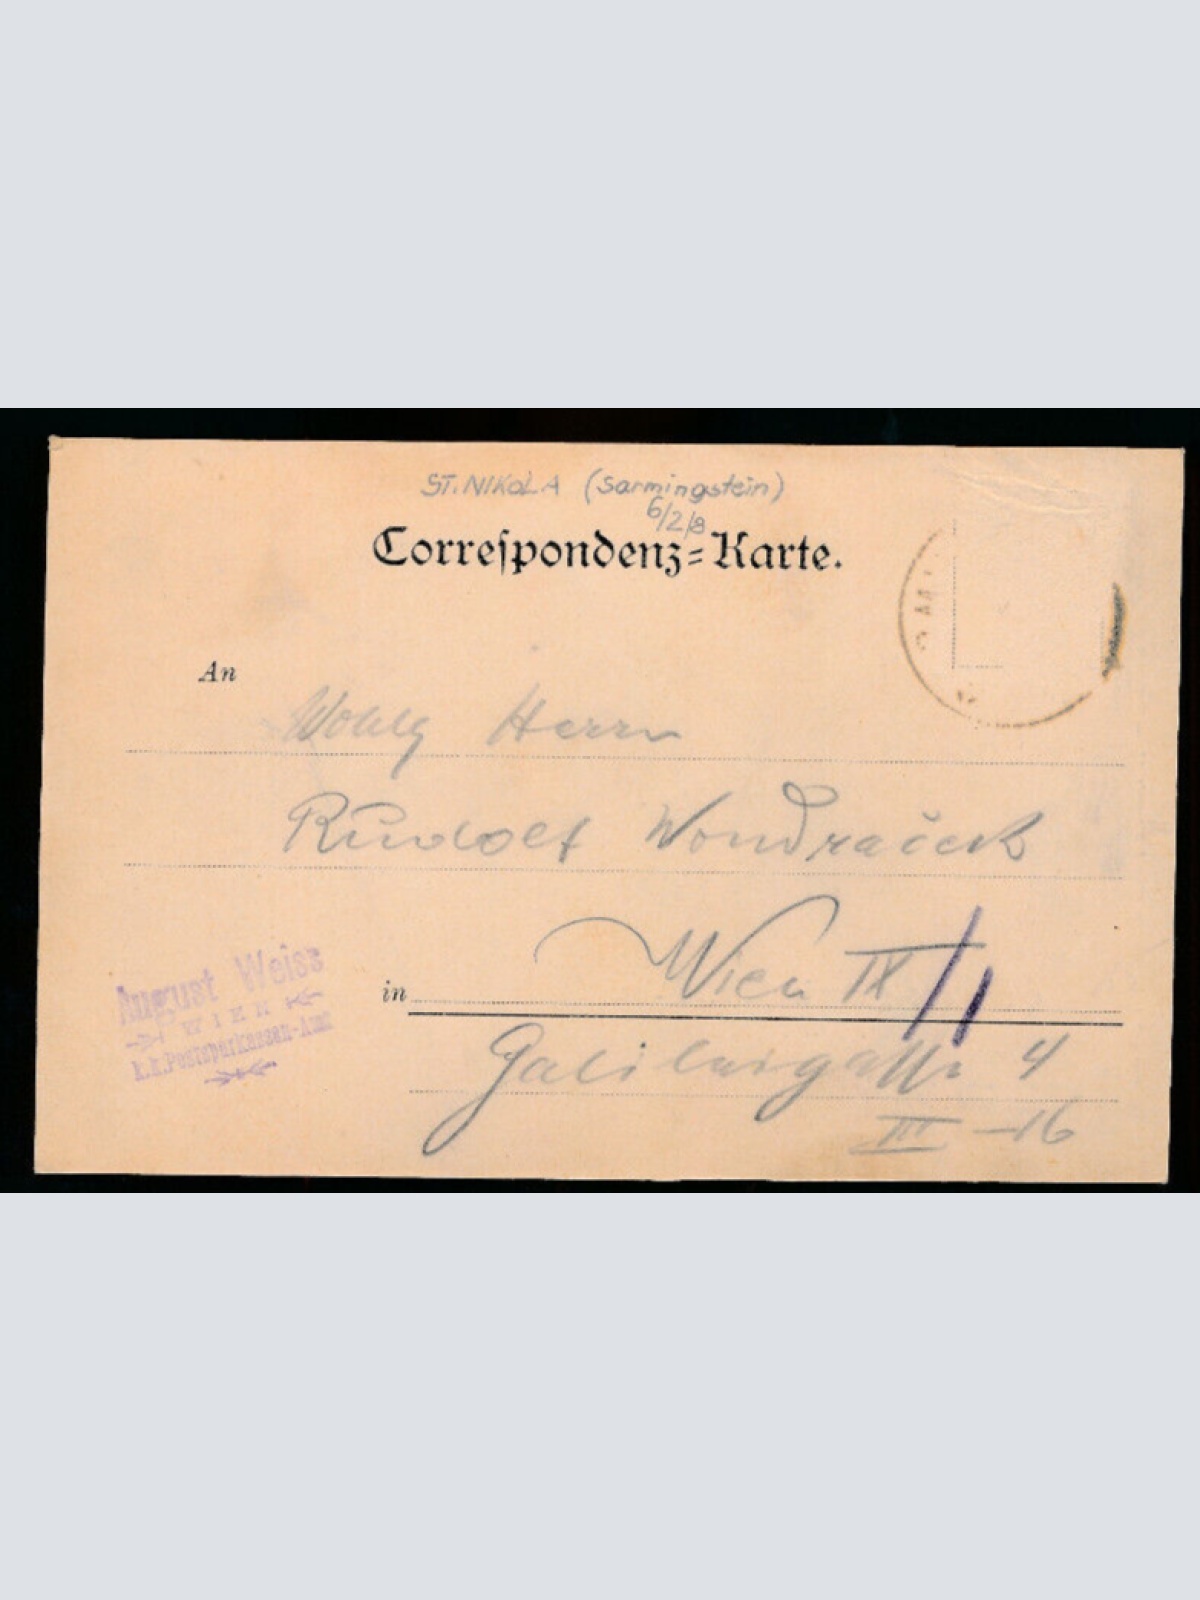 ST. NIKOLA (Sarmingstein)
6/2/8
Correſpondenz=Karte.
An
Wohlg Herrn
Rudolf Wondraček
in Wien IX/1
Galileigasse 4
III - 16
August Weiss
WIEN
k.k. Postsparkassen-Amt